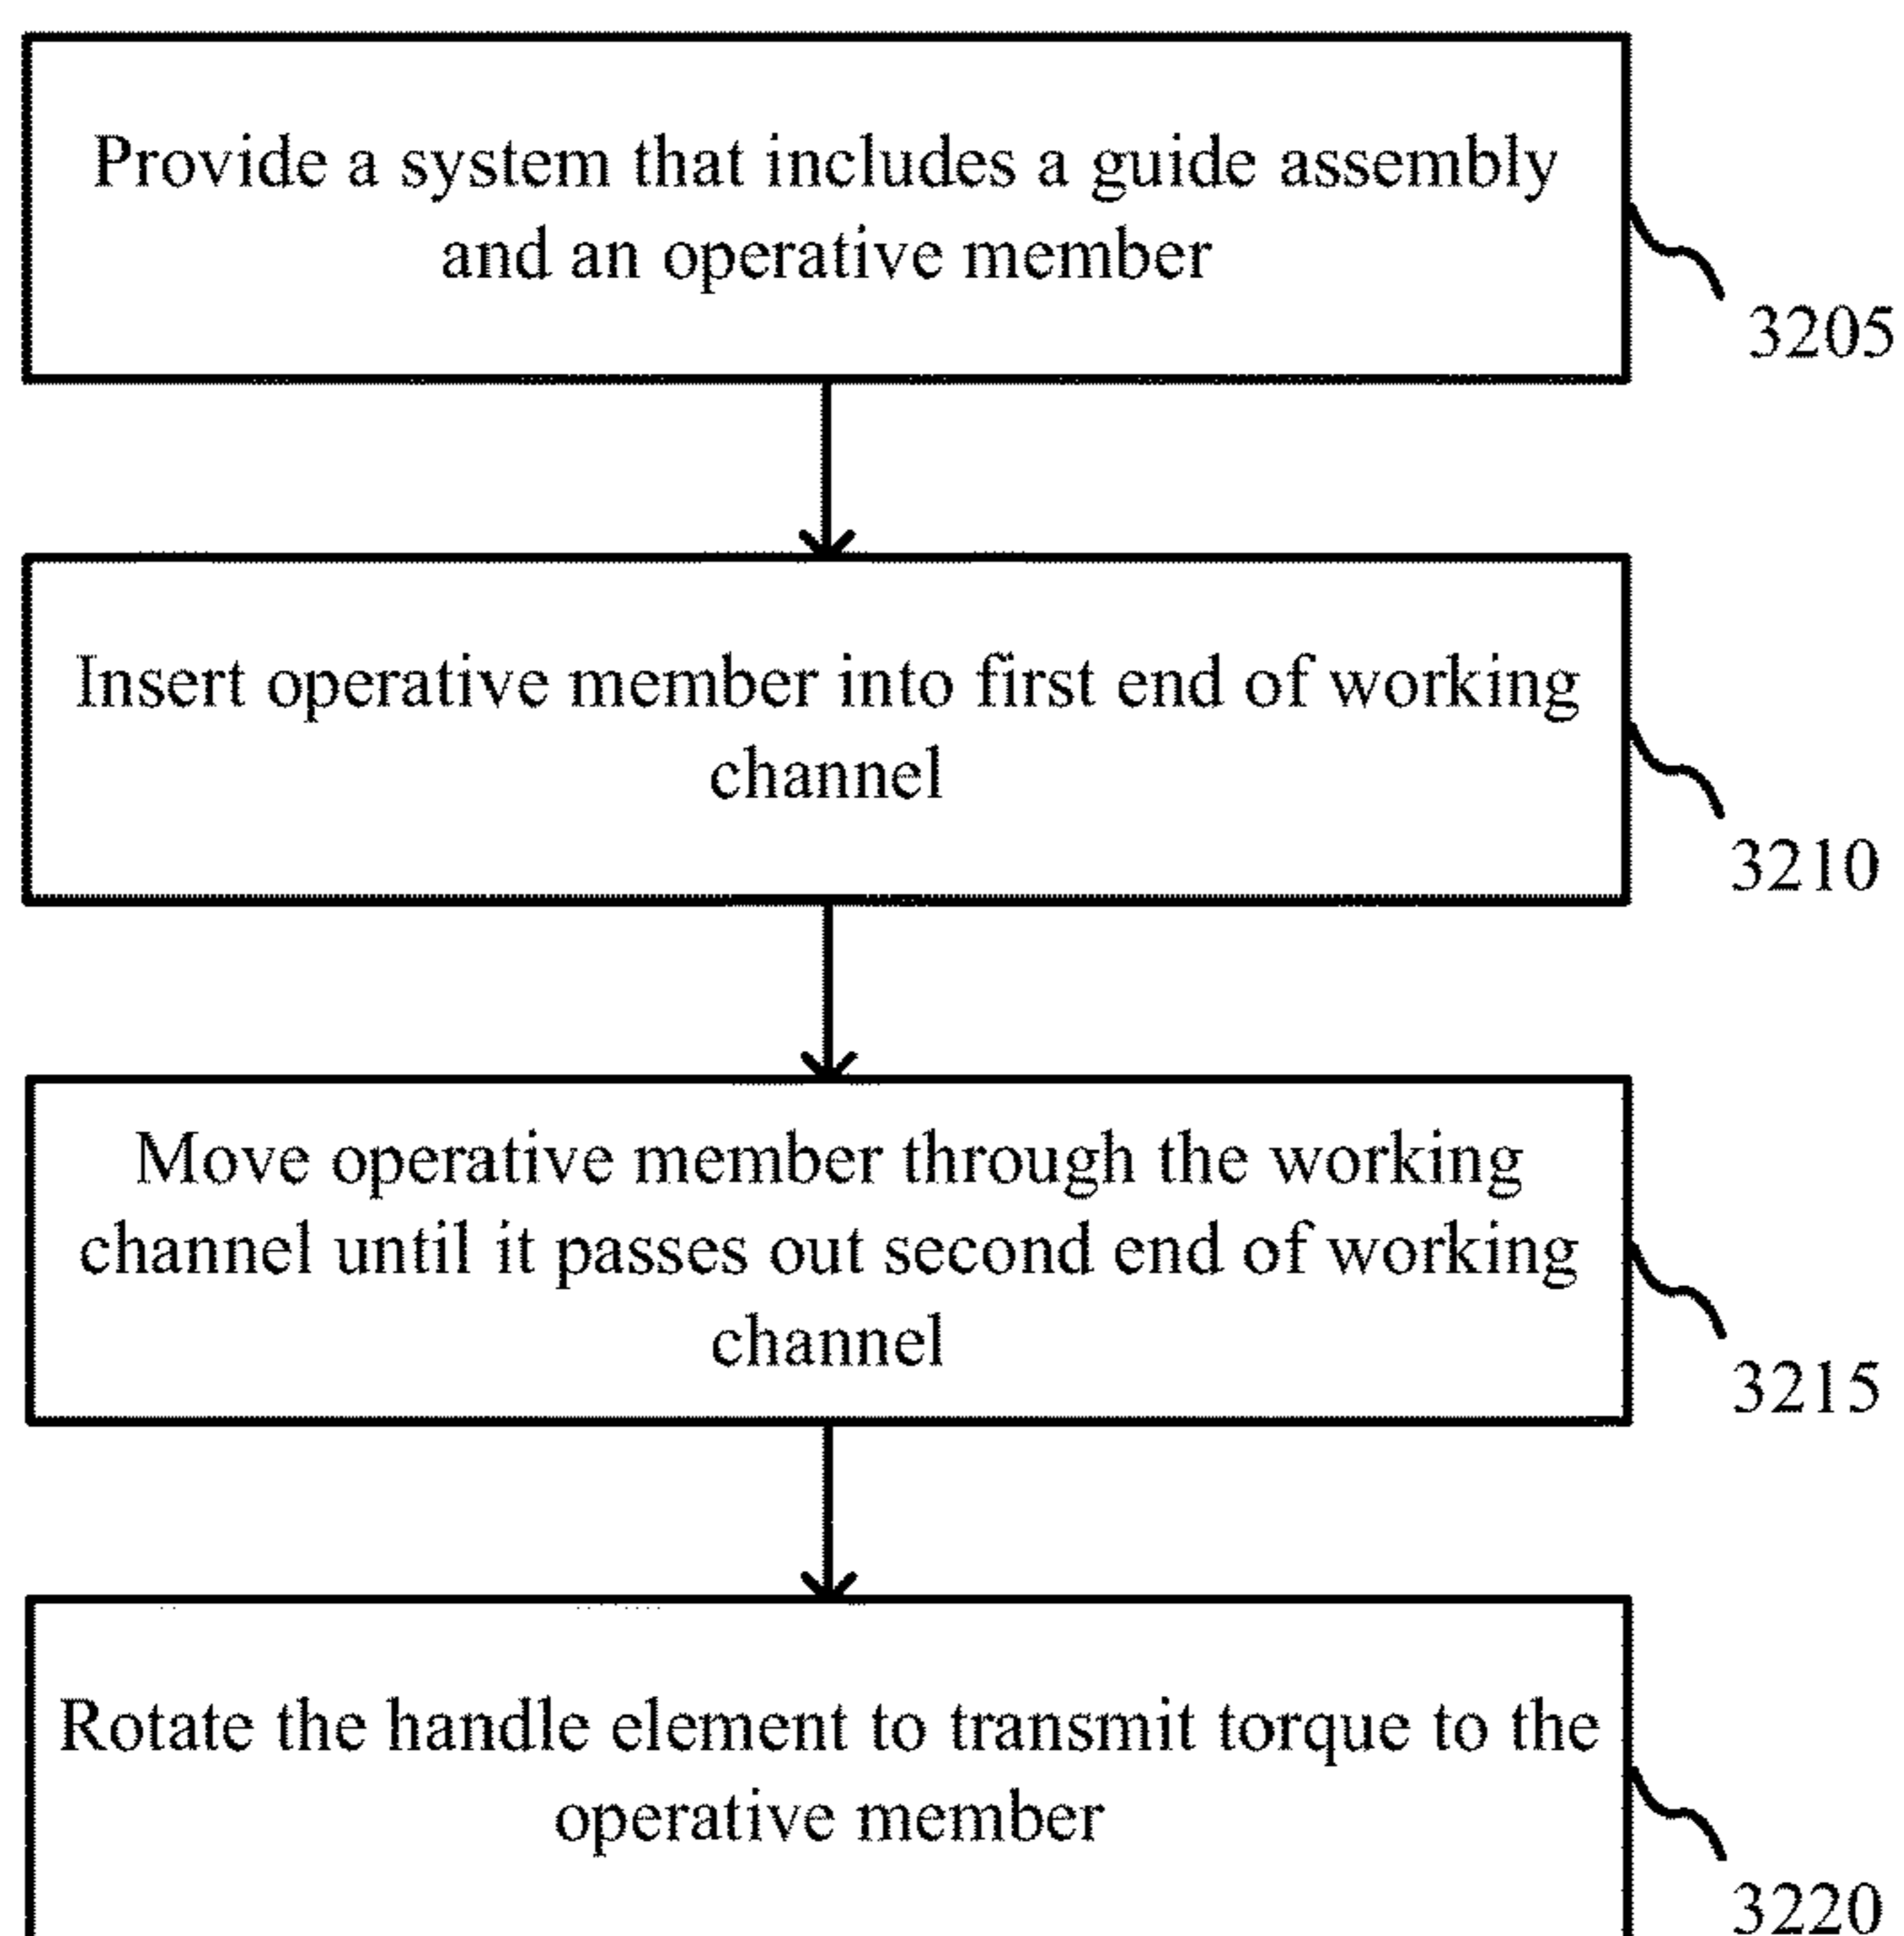 Provide a system that includes a guide assembly
and an operative member
3205
Insert operative member into first end of working
channel
3210
Move operative member through the working
channel until it passes out second end of working
channel
3215
Rotate the handle element to transmit torque to the
operative member
3220